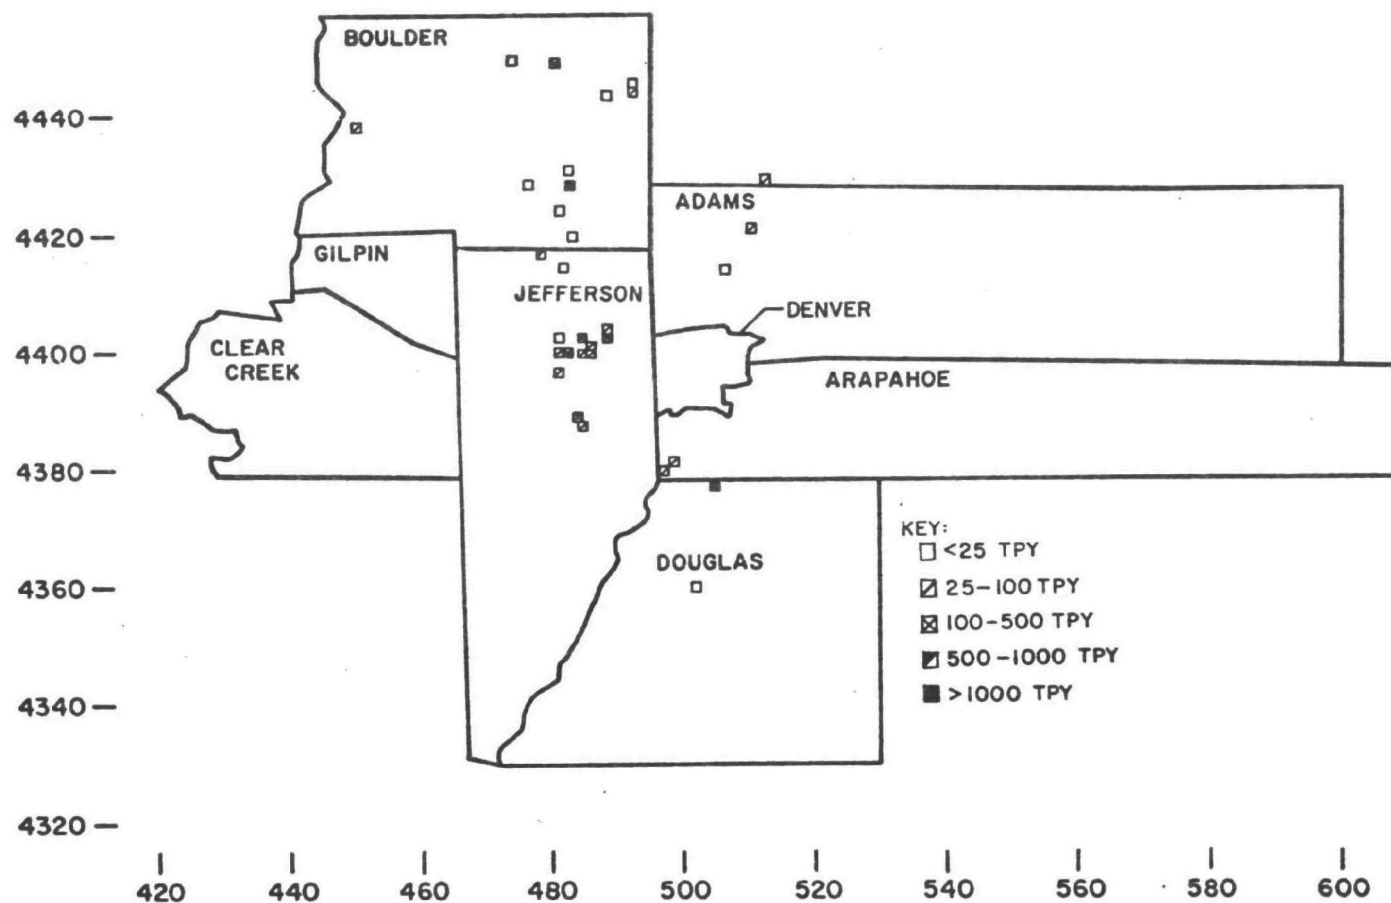 BOULDER
4440
ADAMS
4420
GILPIN
JEFFERSON
DENVER
4400
CLEAR
CREEK
ARAPAHOE
4380
KEY:
<25 TPY
DOUGLAS
4360
25-100 TPY
100-500 TPY
500-1000 TPY
>1000 TPY
4340
4320
420 440 460 480 500 520 540 560 580 600